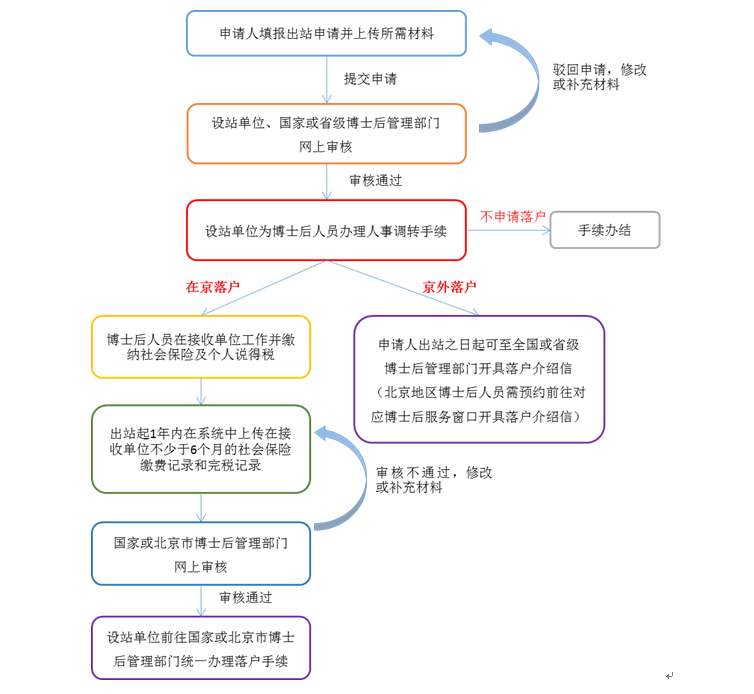 申请人填报出站申请并上传所需材料
提交申请
驳回申请，修改
或补充材料
设站单位、国家或省级博士后管理部门
网上审核
审核通过
设站单位为博士后人员办理人事调转手续
不申请落户
手续办结
在京落户
京外落户
博士后人员在接收单位工作并缴
纳社会保险及个人说得税
申请人出站之日起可至全国或省级
博士后管理部门开具落户介绍信
（北京地区博士后人员需预约前往对
应博士后服务窗口开具落户介绍信）
出站起1年内在系统中上传在接
收单位不少于6个月的社会保险
缴费记录和完税记录
审核不通过，修改
或补充材料
国家或北京市博士后管理部门
网上审核
审核通过
设站单位前往国家或北京市博士
后管理部门统一办理落户手续